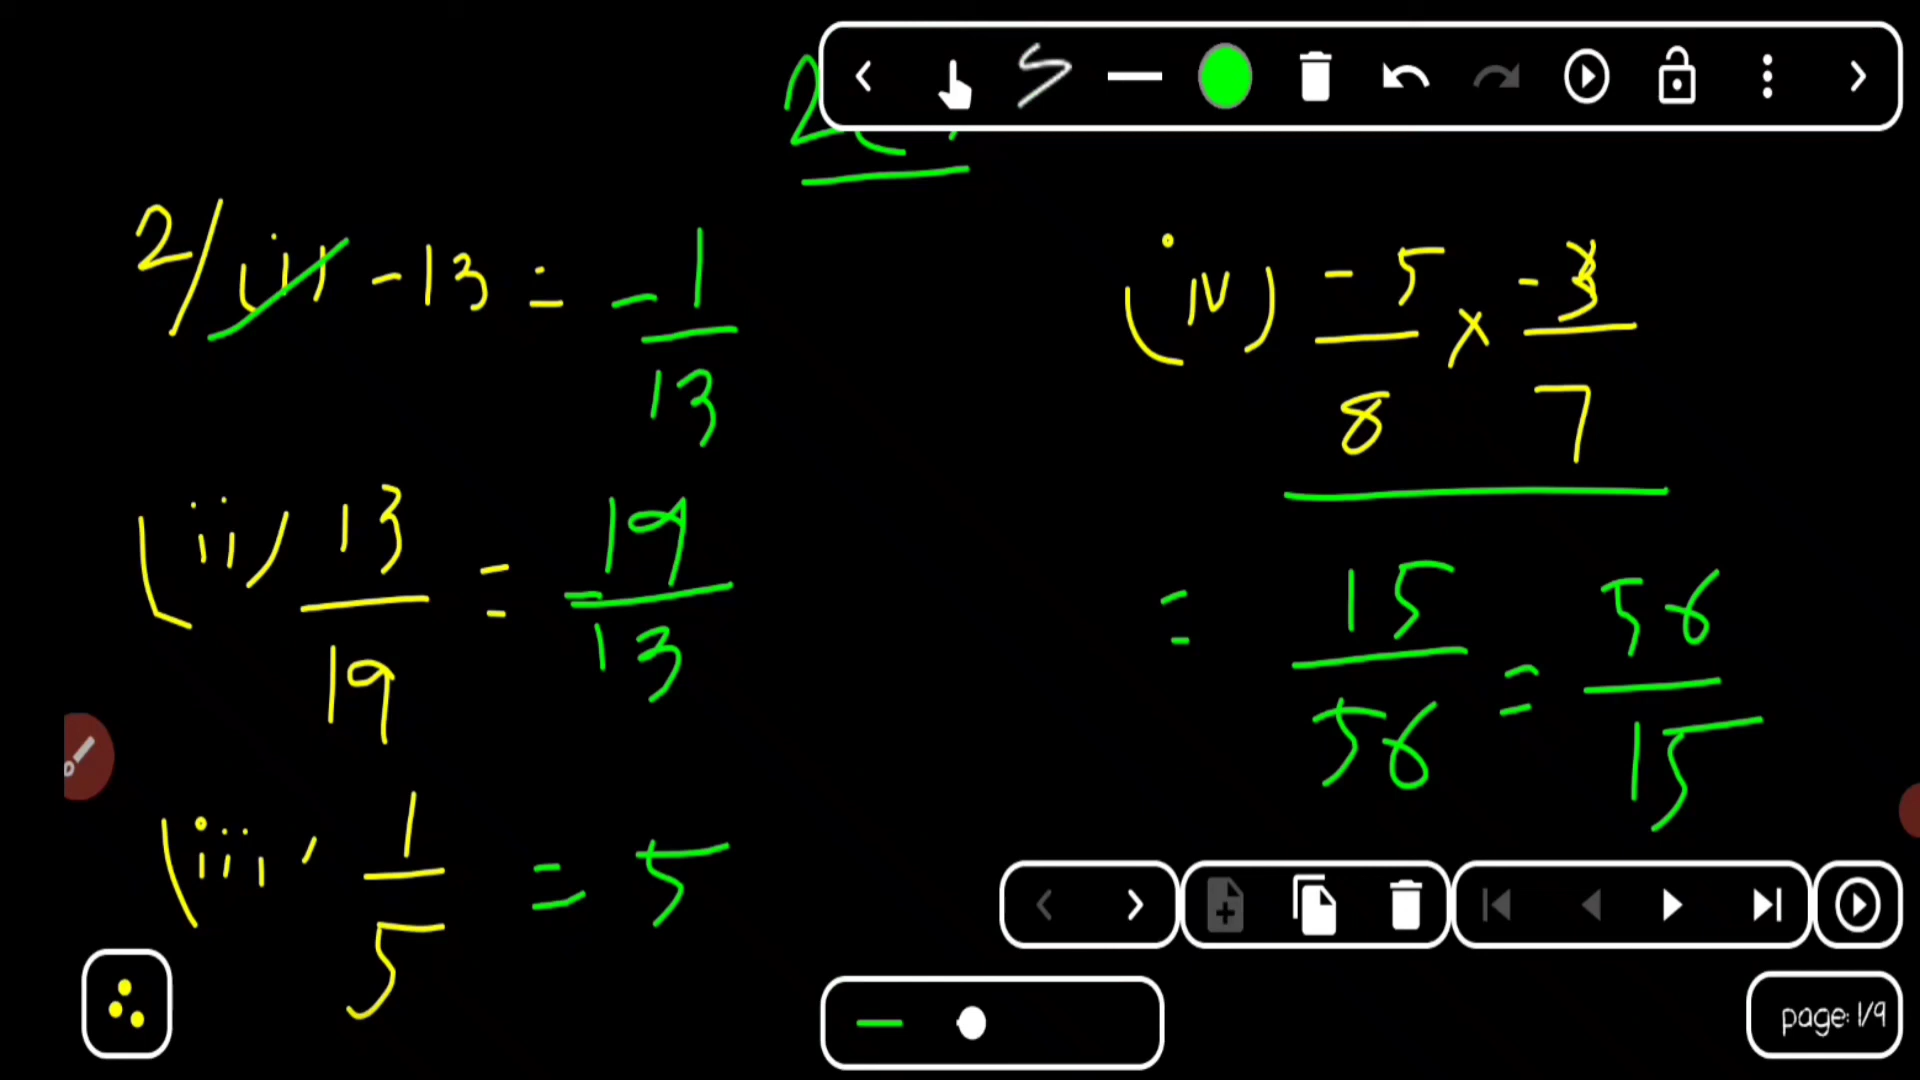 2/ (i) -13 = -1/13
(ii) 13/19 = -19/13
(iii) 1/5 = 5
(iv) -5/8 x -3/7
= 15/56 = 56/15
page: 1/9